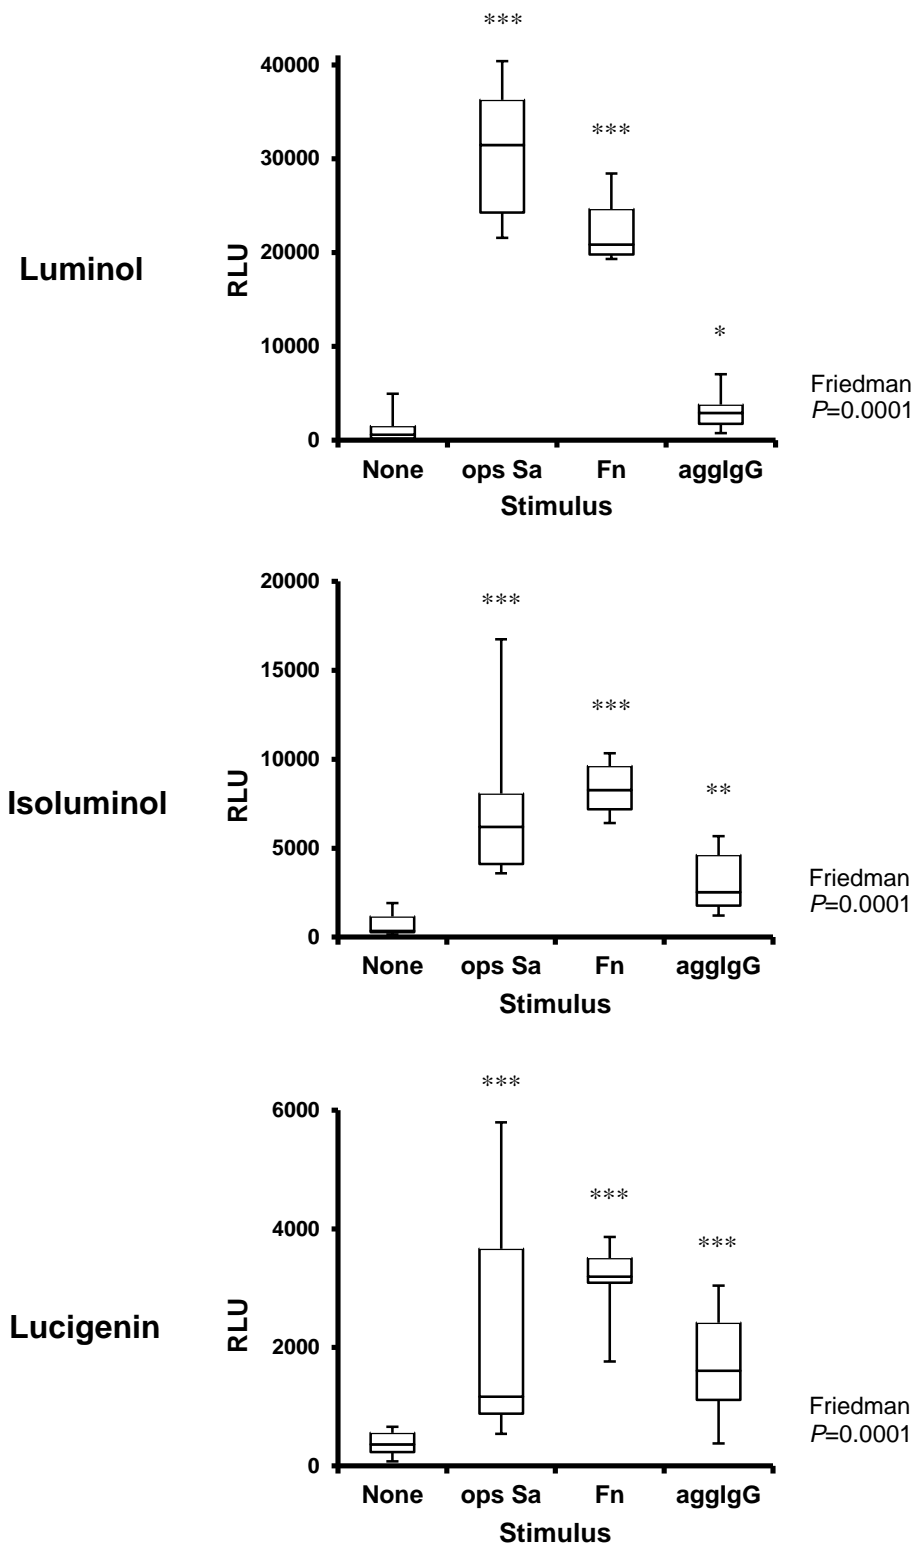 ***
40000
***
30000
Luminol
RLU
20000
*
10000
Friedman
P=0.0001
0
None ops Sa Fn aggIgG
Stimulus
20000
***
15000
***
Isoluminol
RLU
10000
**
5000
Friedman
P=0.0001
0
None ops Sa Fn aggIgG
Stimulus
***
6000
***
4000
***
Lucigenin
RLU
2000
Friedman
P=0.0001
0
None ops Sa Fn aggIgG
Stimulus